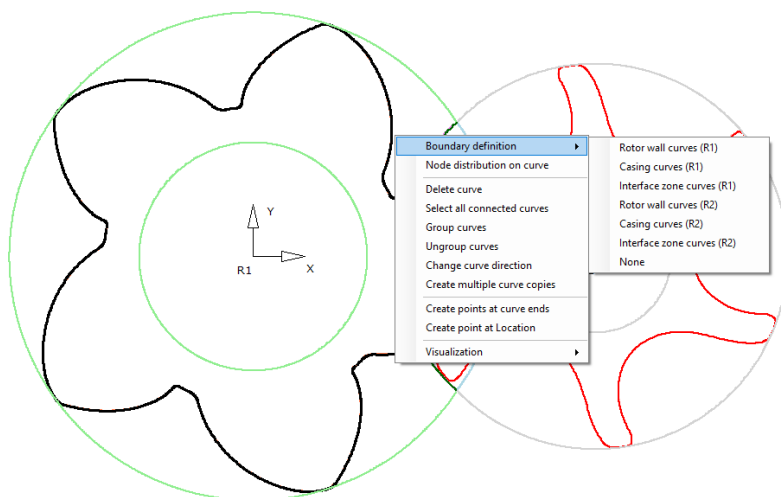 Boundary definition
Node distribution on curve
Delete curve
Select all connected curves
Group curves
Ungroup curves
Change curve direction
Create multiple curve copies
Create points at curve ends
Create point at Location
Visualization
Rotor wall curves (R1)
Casing curves (R1)
Interface zone curves (R1)
Rotor wall curves (R2)
Casing curves (R2)
Interface zone curves (R2)
None
Y
R1
X